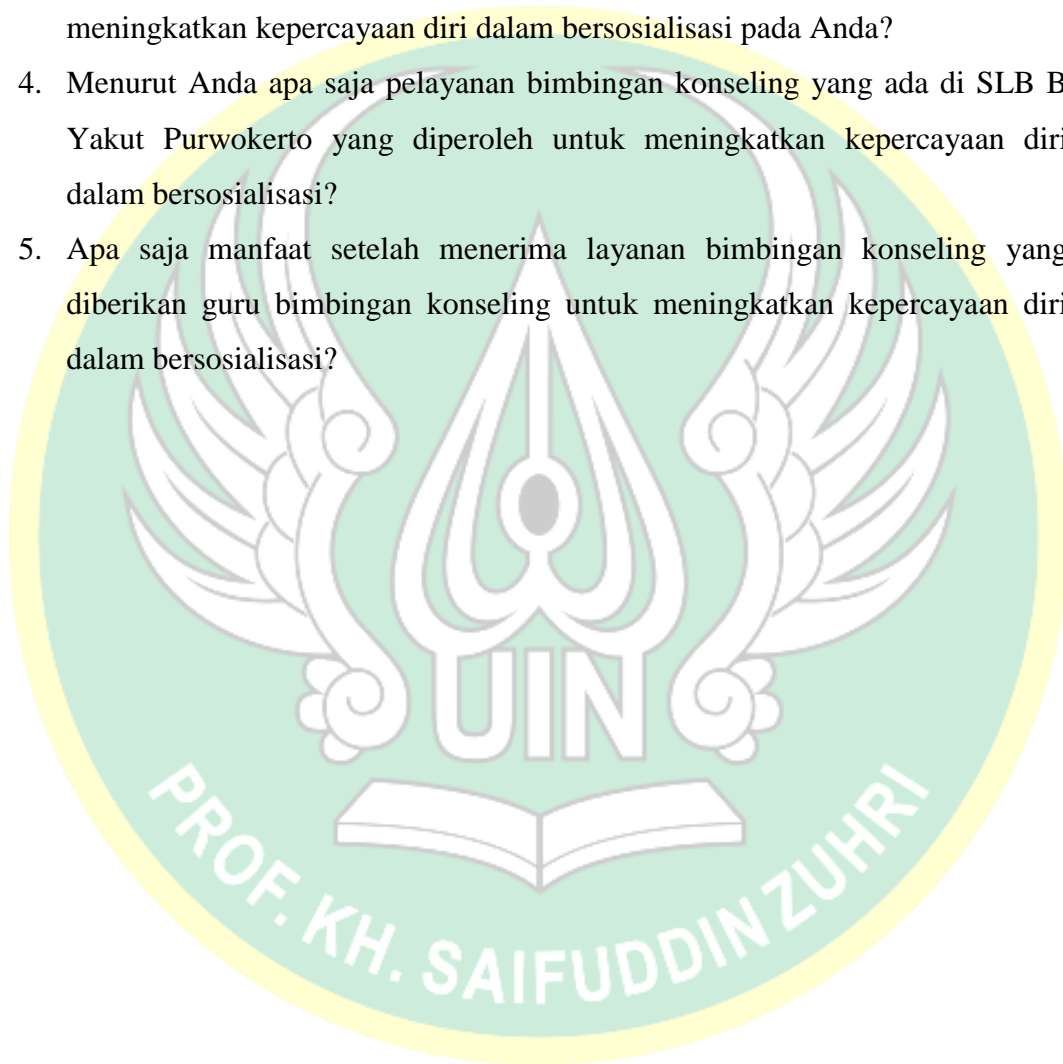 meningkatkan kepercayaan diri dalam bersosialisasi pada Anda?
4. Menurut Anda apa saja pelayanan bimbingan konseling yang ada di SLB B
Yakut Purwokerto yang diperoleh untuk meningkatkan kepercayaan diri
dalam bersosialisasi?
5. Apa saja manfaat setelah menerima layanan bimbingan konseling yang
diberikan guru bimbingan konseling untuk meningkatkan kepercayaan diri
dalam bersosialisasi?
UIN
PROF. KH. SAIFUDDIN ZUHRI